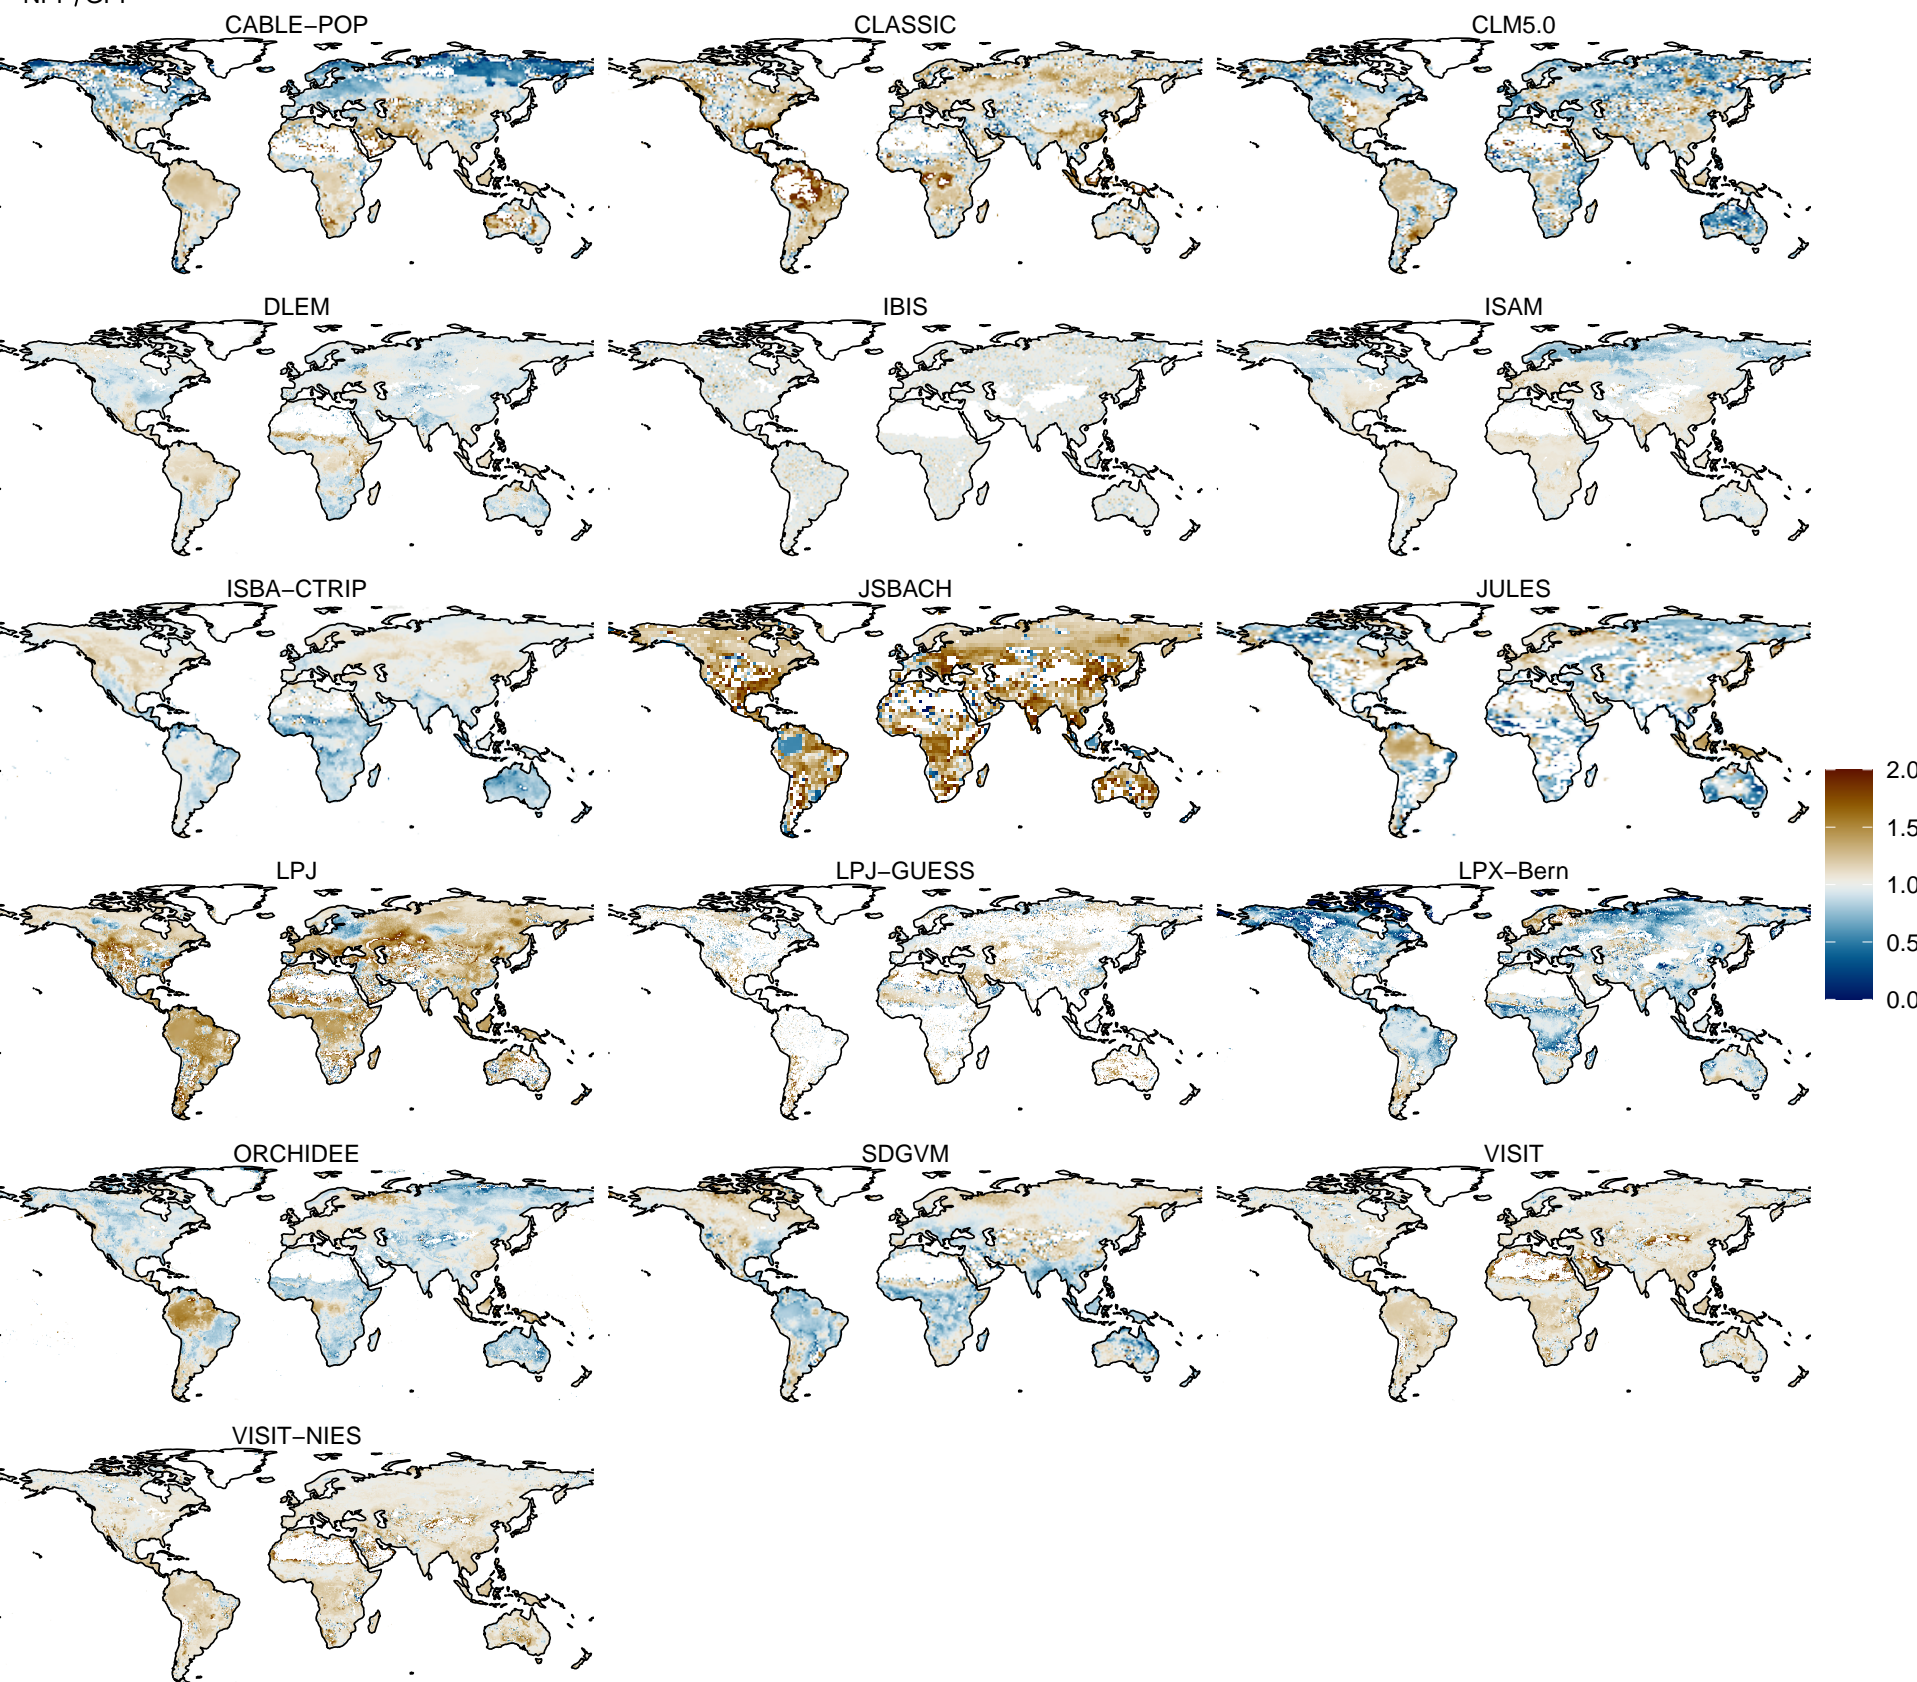 CABLE−POP CLASSIC CLM5.0
DLEM IBIS ISAM
ISBA−CTRIP JSBACH JULES
2.0
1.5
LPJ LPJ−GUESS LPX−Bern
1.0
0.5
0.0
ORCHIDEE SDGVM VISIT
VISIT−NIES